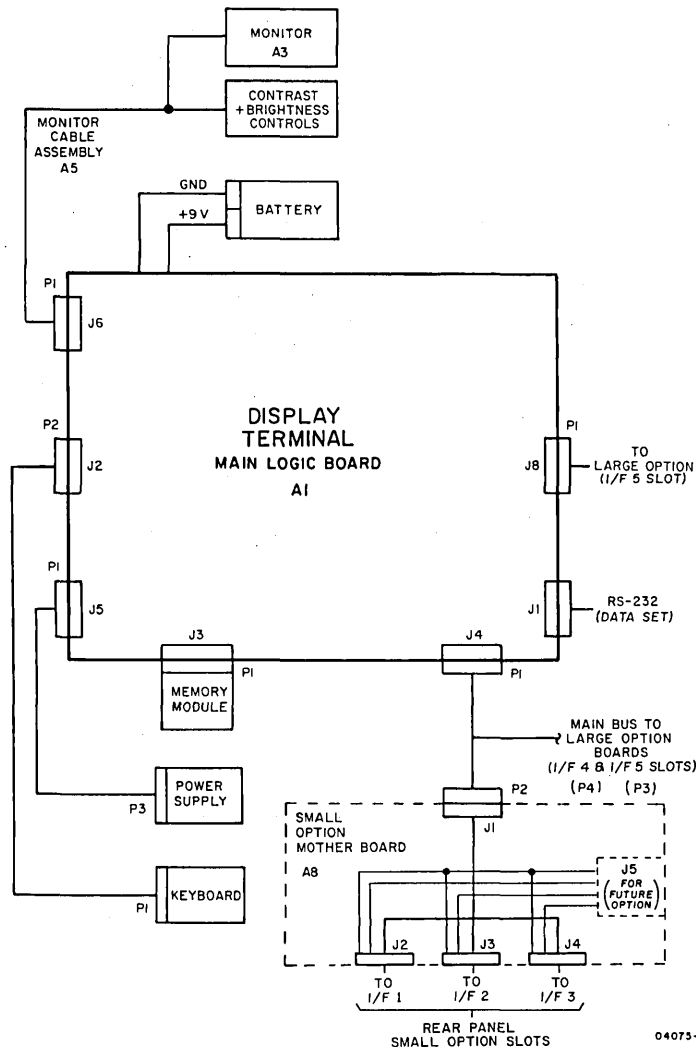 MONITOR
A3
CONTRAST
+BRIGHTNESS
CONTROLS
MONITOR
CABLE
ASSEMBLY
A5
GND
+9V
BATTERY
P1
J6
DISPLAY
TERMINAL
MAIN LOGIC BOARD
A1
P2
J2
P1
J8
TO
LARGE OPTION
(I/F 5 SLOT)
P1
J5
J1
RS-232
(DATA SET)
J3
P1
MEMORY
MODULE
J4
P1
MAIN BUS TO
LARGE OPTION
BOARDS
(I/F 4 & I/F 5 SLOTS)
(P4) (P3)
P3
POWER
SUPPLY
P2
J1
SMALL
OPTION
MOTHER BOARD
A8
J5
(FOR
FUTURE
OPTION)
P1
KEYBOARD
J2
J3
J4
TO
I/F 1
TO
I/F 2
TO
I/F 3
REAR PANEL
SMALL OPTION SLOTS
04075-